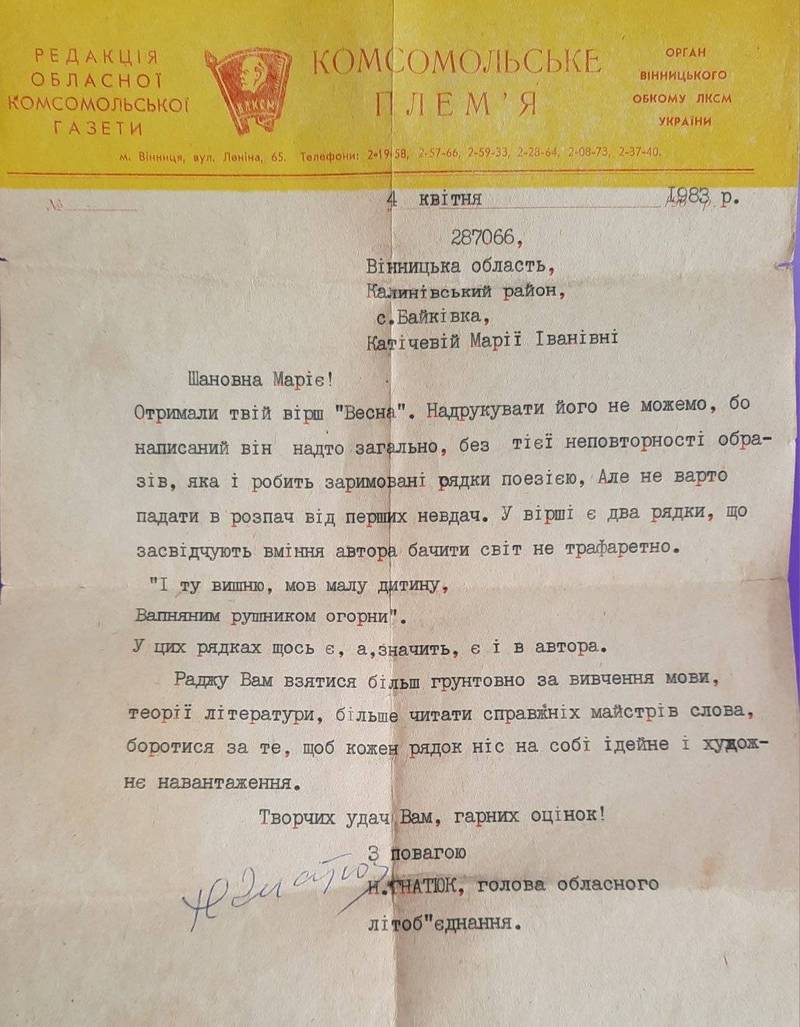 РЕДАКЦІЯ
ОБЛАСНОЇ
КОМСОМОЛЬСЬКОЇ
ГАЗЕТИ
ВЛКСМ
КОМСОМОЛЬСЬКЕ
ПЛЕМ'Я
ОРГАН
ВІННИЦЬКОГО
ОБКОМУ ЛКСМ
УКРАЇНИ
м. Вінниця, вул. Леніна, 65. Телефони: 2-19-58, 2-57-66, 2-59-33, 2-28-64, 2-08-73, 2-37-40.
№
4 квітня 1983 р.
287066,
Вінницька область,
Калинівський район,
с.Байківка,
Катічевій Марії Іванівні
Шановна Маріє!
Отримали твій вірш "Весна". Надрукувати його не можемо, бо
написаний він надто загально, без тієї неповторності обра-
зів, яка і робить заримовані рядки поезією, Але не варто
падати в розпач від перших невдач. У вірші є два рядки, що
засвідчують вміння автора бачити світ не трафаретно.
"І ту вишню, мов малу дитину,
Вапняним рушником огорни".
У цих рядках щось є, а,значить, є і в автора.
Раджу Вам взятися більш грунтовно за вивчення мови,
теорії літератури, більше читати справжніх майстрів слова,
боротися за те, щоб кожен рядок ніс на собі ідейне і худож-
нє навантаження.
Творчих удач Вам, гарних оцінок!
З повагою
Н.ГНАТЮК, голова обласного
літоб"єднання.